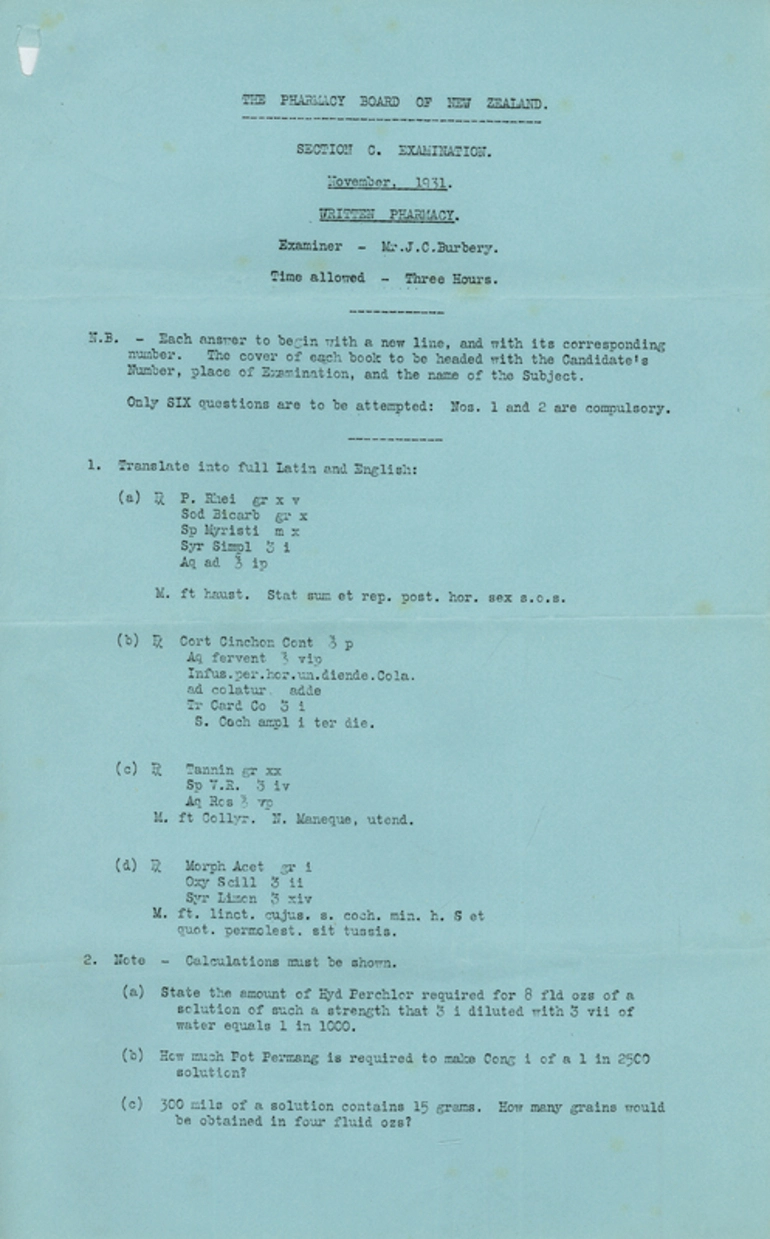 THE PHARMACY BOARD OF NEW ZEALAND.
SECTION C. EXAMINATION.
November, 1931.
WRITTEN PHARMACY.
Examiner - Mr.J.C.Burbery.
Time allowed - Three Hours.
N.B. - Each answer to begin with a new line, and with its corresponding
number. The cover of each book to be headed with the Candidate's
Number, place of Examination, and the name of the Subject.
Only SIX questions are to be attempted: Nos. 1 and 2 are compulsory.
1. Translate into full Latin and English:
(a) ℞ P. Rhei gr x v
Sod Bicarb gr x
Sp Myristi m x
Syr Simpl ʒ i
Aq ad ℥ ip
M. ft haust. Stat sum et rep. post. hor. sex s.o.s.
(b) ℞ Cort Cinchon Cont ℥ p
Aq fervent ℥ vip
Infus.per.hor.un.diende.Cola.
ad colatur adde
Tr Card Co ʒ i
S. Coch ampl i ter die.
(c) ℞ Tannin gr xx
Sp V.R. ʒ iv
Aq Ros ℥ vp
M. ft Collyr. N. Maneque, utend.
(d) ℞ Morph Acet gr i
Oxy Scill ʒ ii
Syr Limon ʒ xiv
M. ft. linct. cujus. s. coch. min. h. S et
quot. permolest. sit tussis.
2. Note - Calculations must be shown.
(a) State the amount of Hyd Perchlor required for 8 fld ozs of a
solution of such a strength that ʒ i diluted with ʒ vii of
water equals 1 in 1000.
(b) How much Pot Permang is required to make Cong i of a 1 in 2500
solution?
(c) 300 mils of a solution contains 15 grams. How many grains would
be obtained in four fluid ozs?